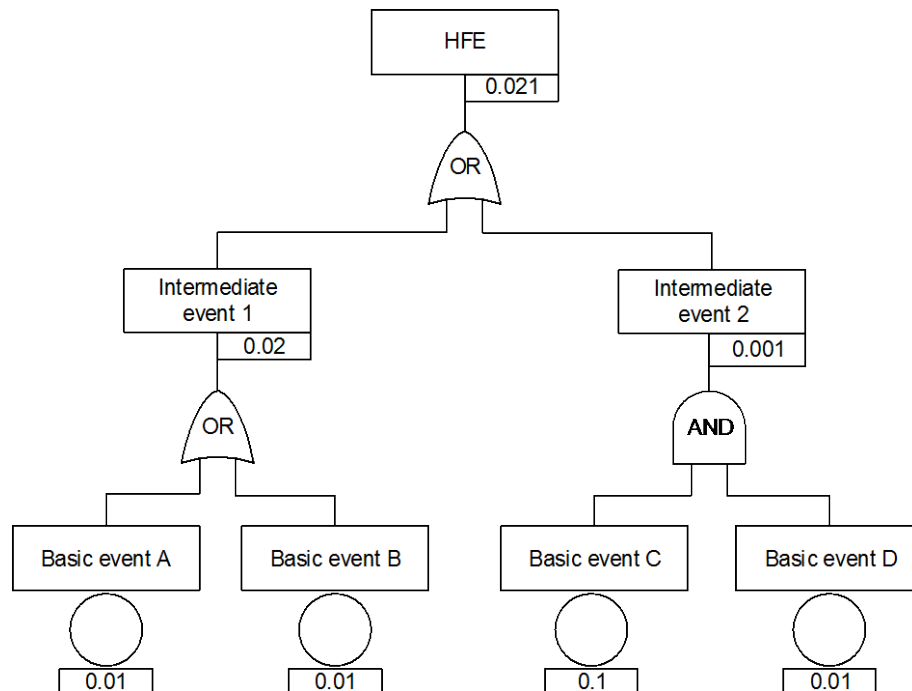 HFE
0.021
OR
Intermediate
event 1
0.02
Intermediate
event 2
0.001
OR
AND
Basic event A
Basic event B
Basic event C
Basic event D
0.01
0.01
0.1
0.01